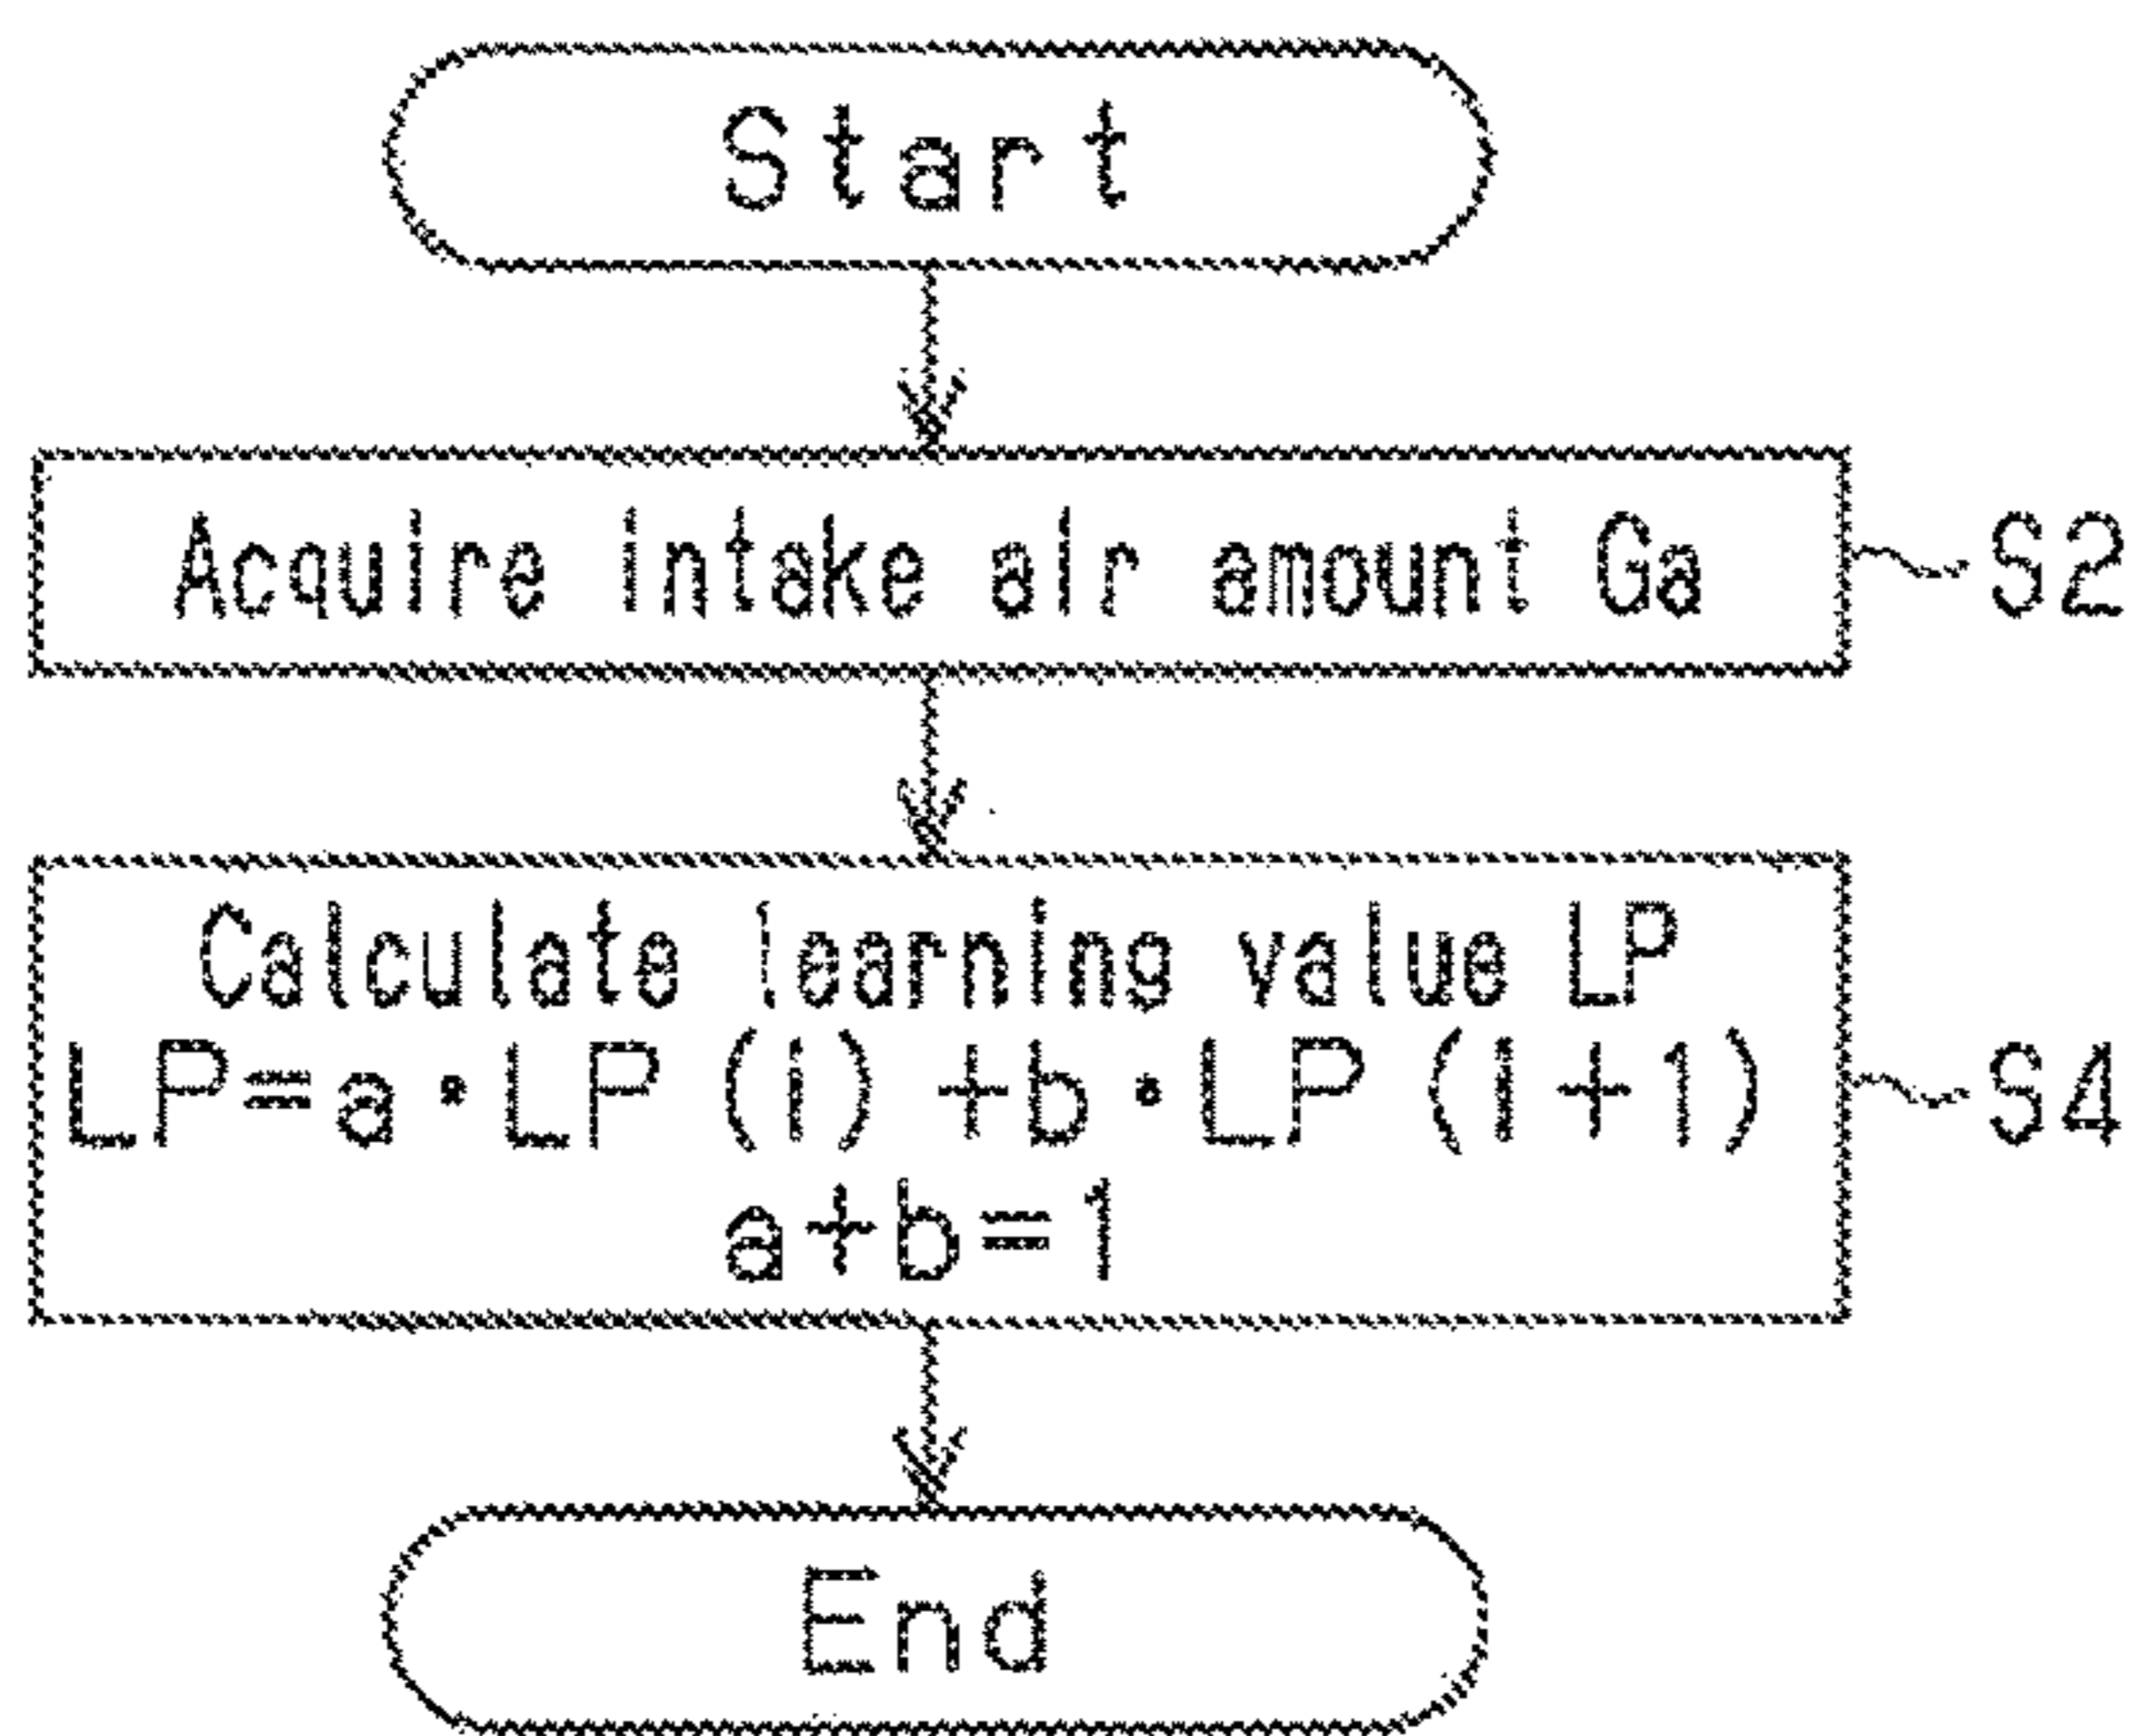 Start
Acquire intake air amount Ga
S2
Calculate learning value LP
LP=a・LP(i)+b・LP(i+1)
S4
a+b=1
End